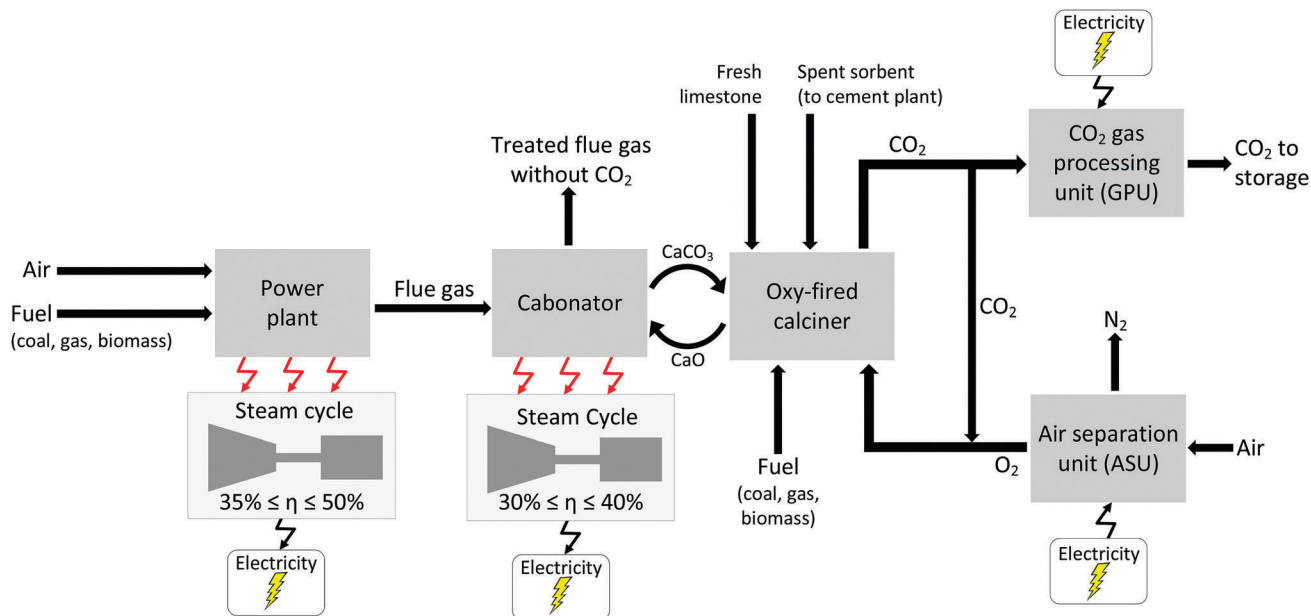 Electricity
Fresh
limestone
Spent sorbent
(to cement plant)
CO₂ gas
processing
unit (GPU)
CO₂
CO₂ to
storage
Treated flue gas
without CO₂
Air
Fuel
(coal, gas, biomass)
Power
plant
Flue gas
Cabonator
CaCO₃
CaO
Oxy-fired
calciner
CO₂
N₂
Steam cycle
35% ≤ η ≤ 50%
Electricity
Steam Cycle
30% ≤ η ≤ 40%
Electricity
Fuel
(coal, gas,
biomass)
O₂
Air separation
unit (ASU)
Air
Electricity